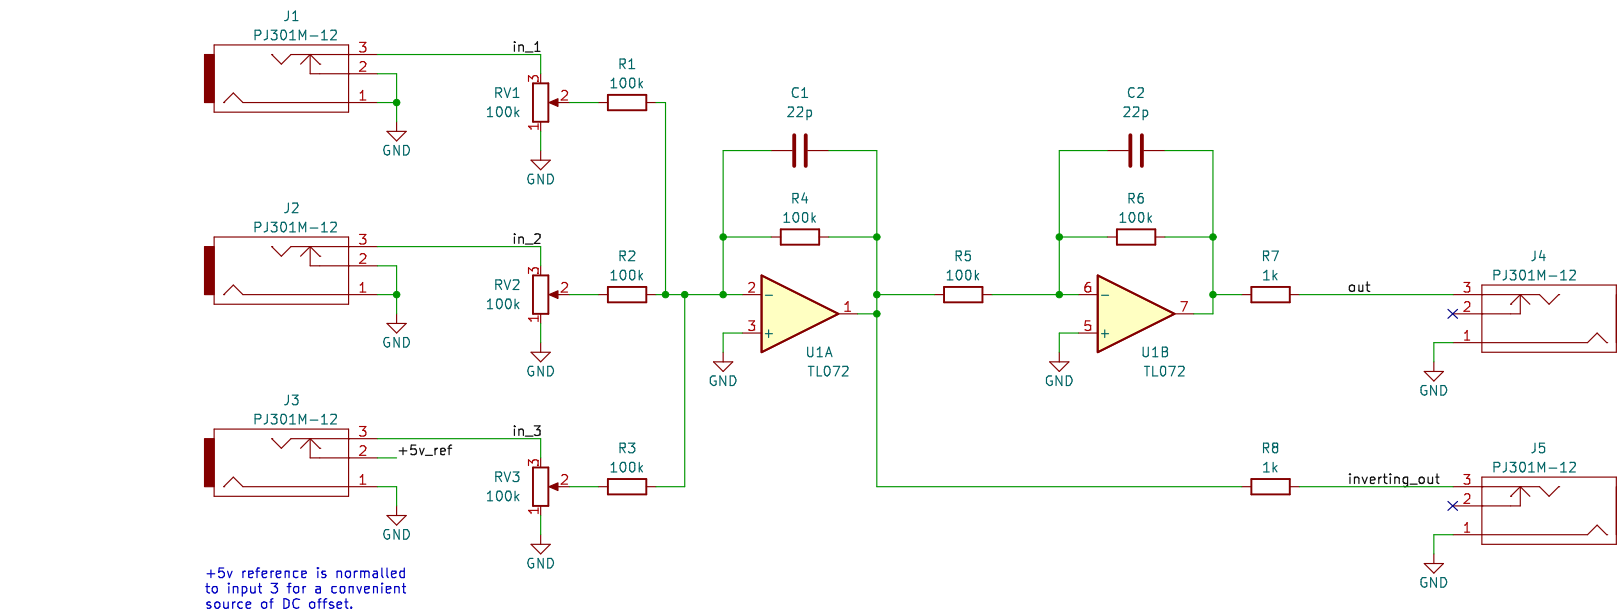 J1
PJ301M-12
3
2
1
GND
in_1
3
RV1
100k
2
1
GND
R1
100k
J2
PJ301M-12
3
2
1
GND
in_2
3
RV2
100k
2
1
GND
R2
100k
J3
PJ301M-12
3
2
+5v_ref
1
GND
in_3
3
RV3
100k
2
1
GND
R3
100k
C1
22p
R4
100k
2
−
3
+
1
U1A
TL072
GND
R5
100k
C2
22p
R6
100k
6
−
5
+
7
U1B
TL072
GND
R7
1k
out
J4
PJ301M-12
3
2
1
GND
R8
1k
inverting_out
J5
PJ301M-12
3
2
1
GND
+5v reference is normalled
to input 3 for a convenient
source of DC offset.